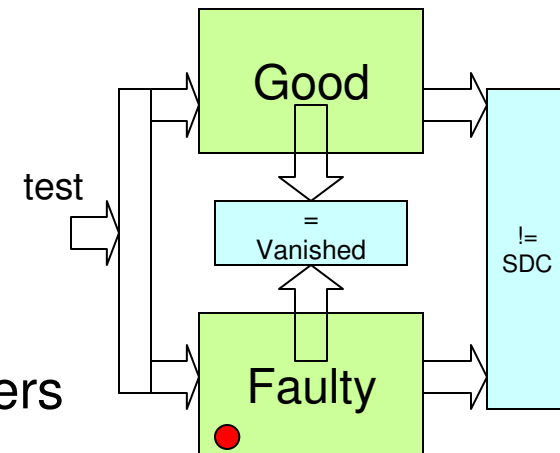 Good
test
=
Vanished
!=
SDC
Faulty
ers